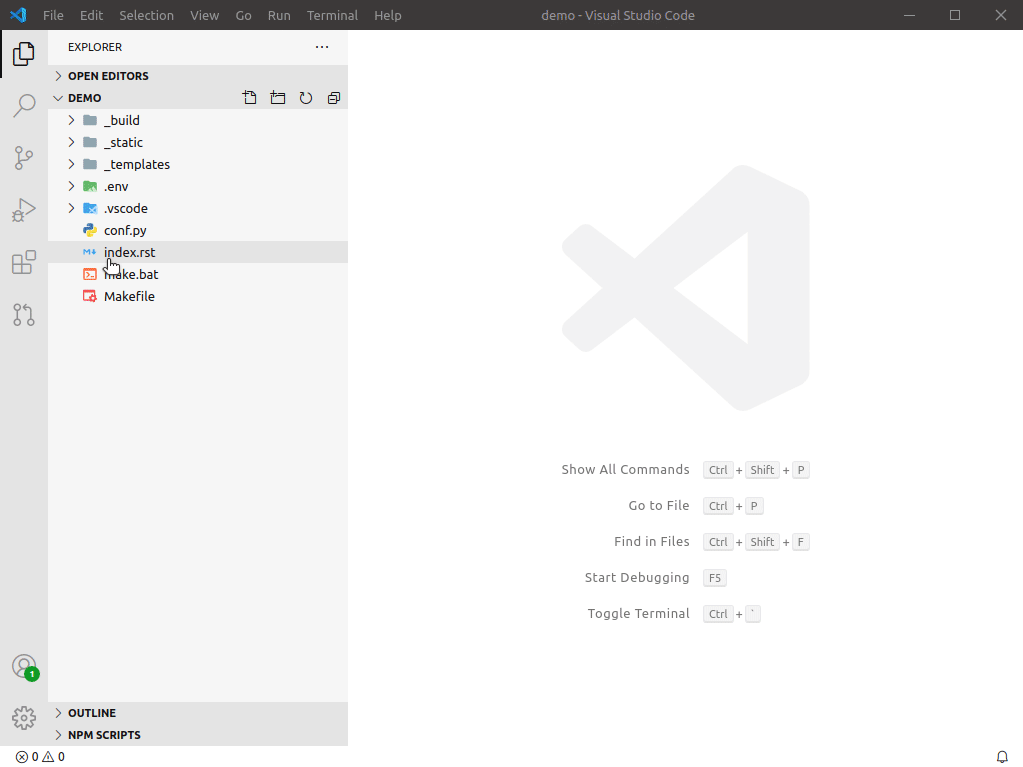 File Edit Selection View Go Run Terminal Help demo - Visual Studio Code
EXPLORER
OPEN EDITORS
DEMO
_build
_static
_templates
.env
.vscode
conf.py
index.rst
make.bat
Makefile
OUTLINE
NPM SCRIPTS
Show All Commands Ctrl + Shift + P
Go to File Ctrl + P
Find in Files Ctrl + Shift + F
Start Debugging F5
Toggle Terminal Ctrl + `
1
0 0